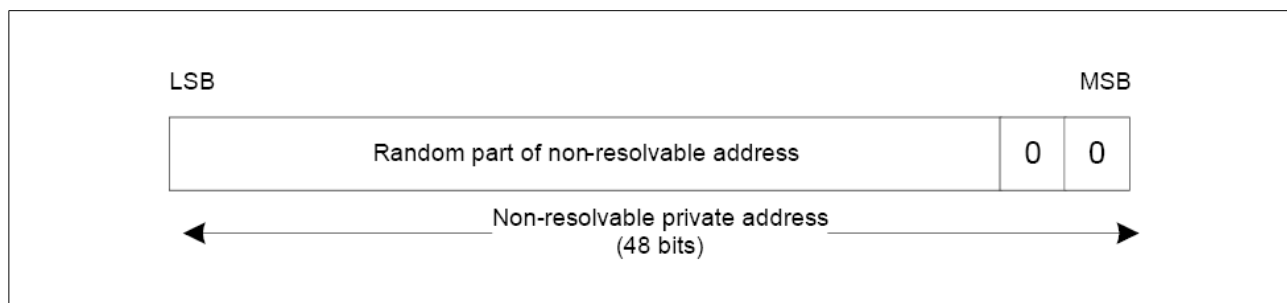 LSB MSB
Random part of non-resolvable address 0 0
Non-resolvable private address
(48 bits)